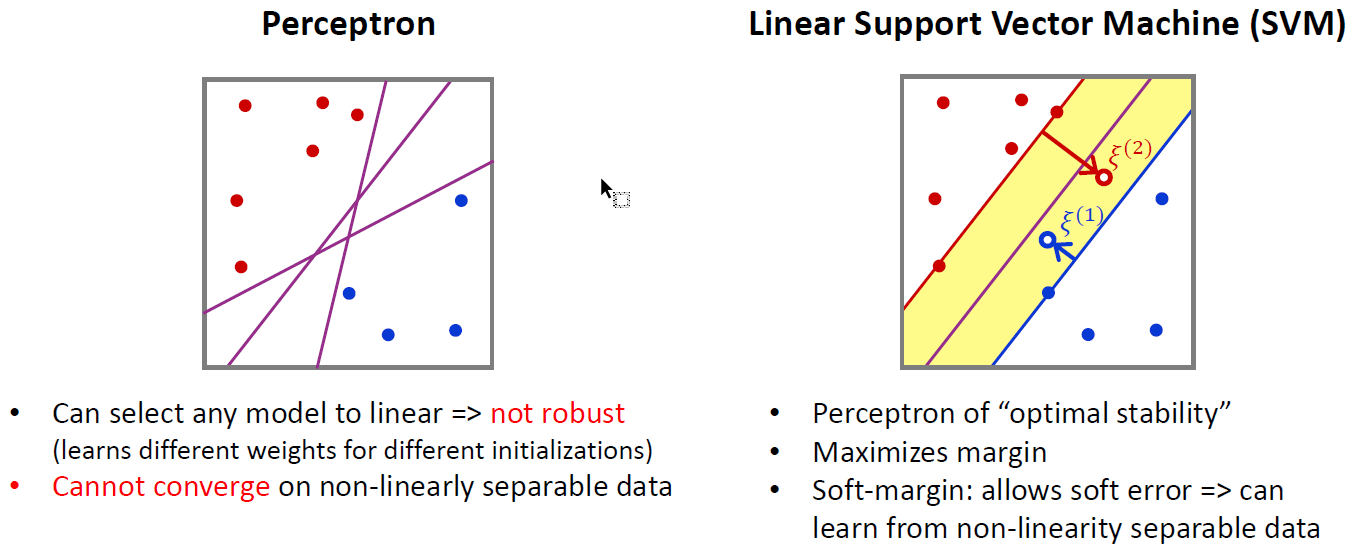 Perceptron
Can select any model to linear => not robust
(learns different weights for different initializations)
Cannot converge on non-linearly separable data
Linear Support Vector Machine (SVM)
ξ⁽²⁾
ξ⁽¹⁾
Perceptron of “optimal stability”
Maximizes margin
Soft-margin: allows soft error => can
learn from non-linearity separable data